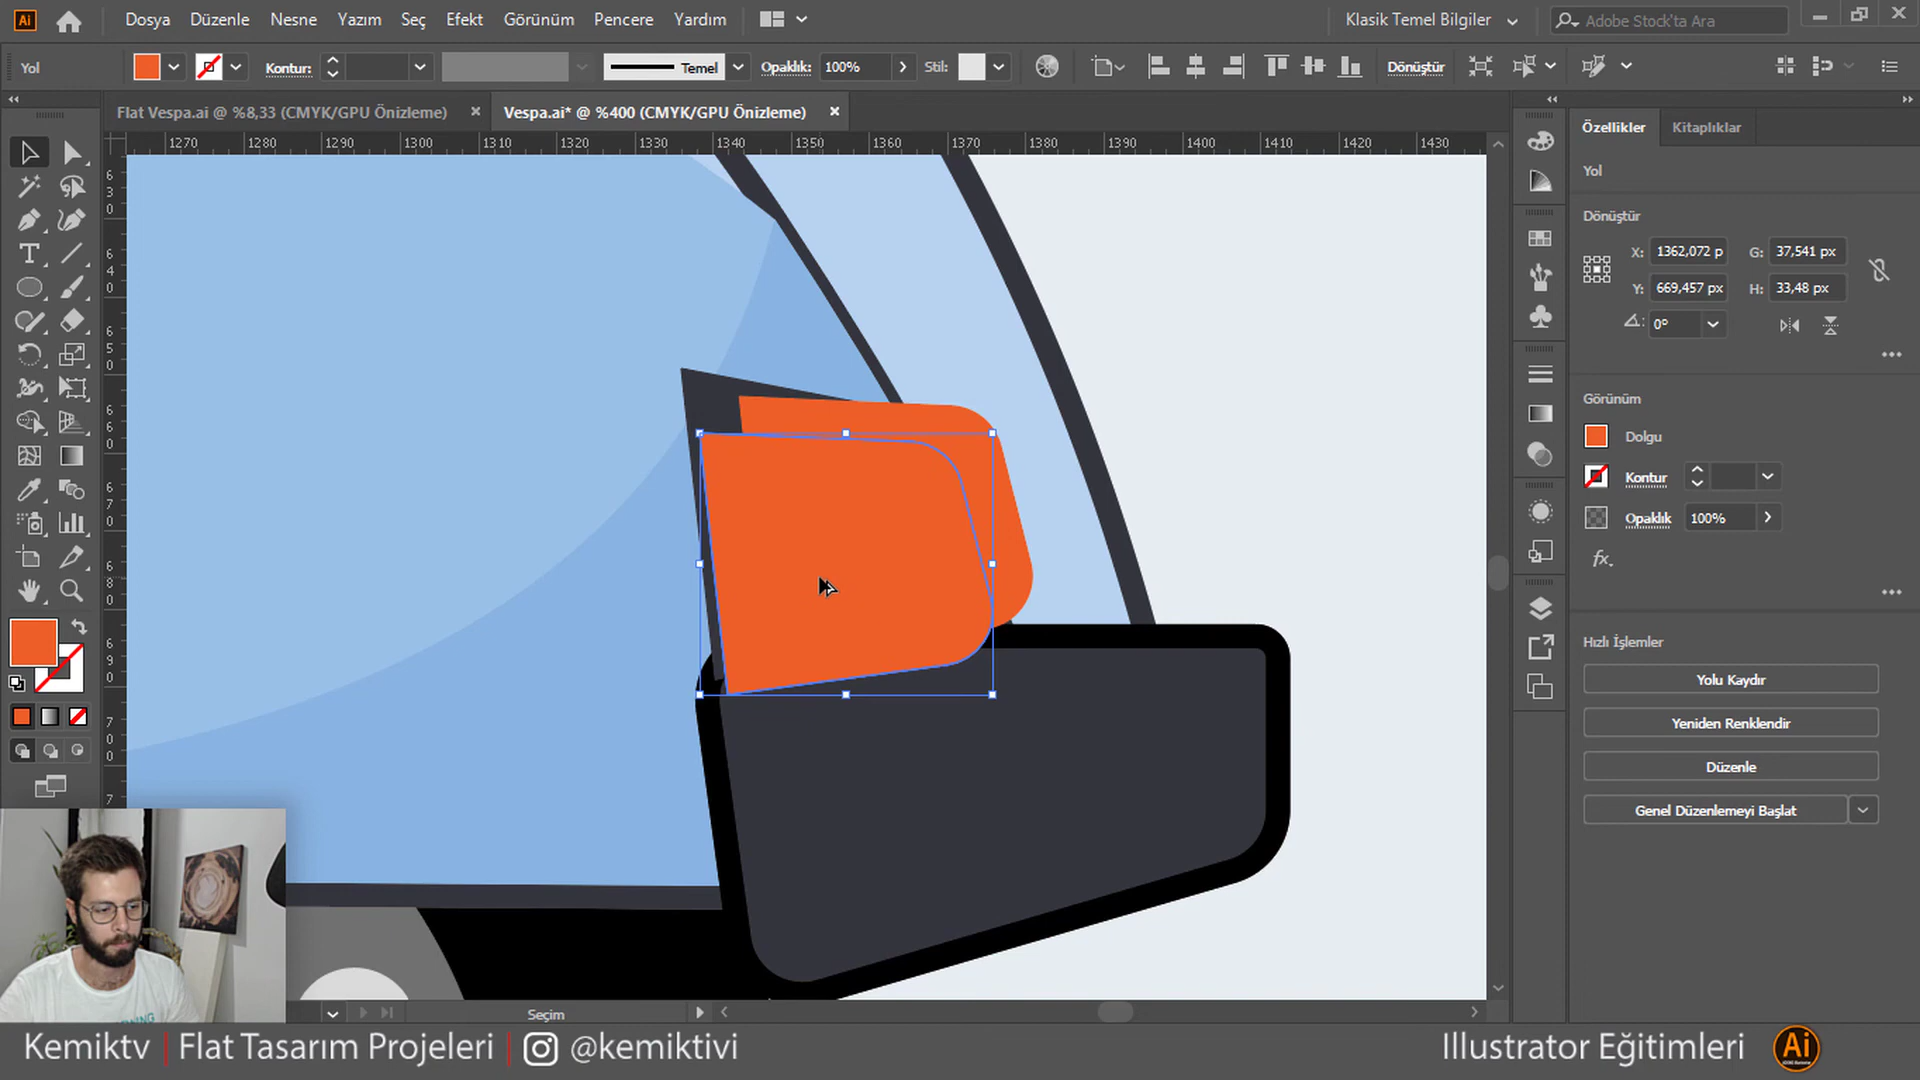 Ai Dosya Düzenle Nesne Yazım Seç Efekt Görünüm Pencere Yardım Klasik Temel Bilgiler Adobe Stock'ta Ara
Yol Kontur: Temel Opaklık: 100% Stil: Dönüştür
Flat Vespa.ai @ %8,33 (CMYK/GPU Önizleme) Vespa.ai* @ %400 (CMYK/GPU Önizleme)
1270 1280 1290 1300 1310 1320 1330 1340 1350 1360 1370 1380 1390 1400 1410 1420 1430
Özellikler Kitaplıklar
Yol
Dönüştür
X: 1362,072 p G: 37,541 px
Y: 669,457 px H: 33,48 px
0°
Görünüm
Dolgu
Kontur
Opaklık 100%
fx.
Hızlı İşlemler
Yolu Kaydır
Yeniden Renklendir
Düzenle
Genel Düzenlemeyi Başlat
Seçim
Kemiktv | Flat Tasarım Projeleri | @kemiktivi Illustrator Eğitimleri Ai